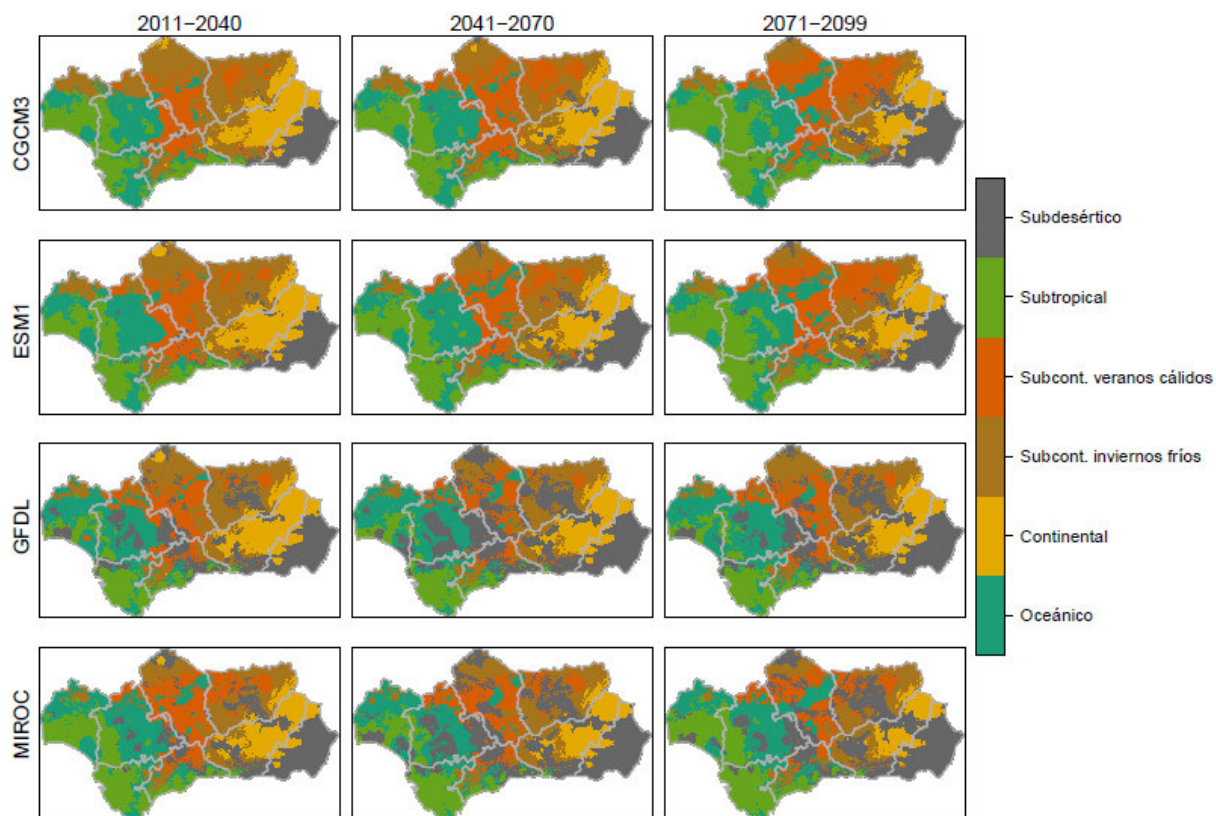 2011−2040
2041−2070
2071−2099
CGCM3
ESM1
GFDL
MIROC
Subdesértico
Subtropical
Subcont. veranos cálidos
Subcont. inviernos fríos
Continental
Oceánico